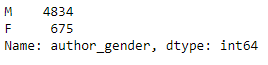 M    4834
F     675
Name: author_gender, dtype: int64